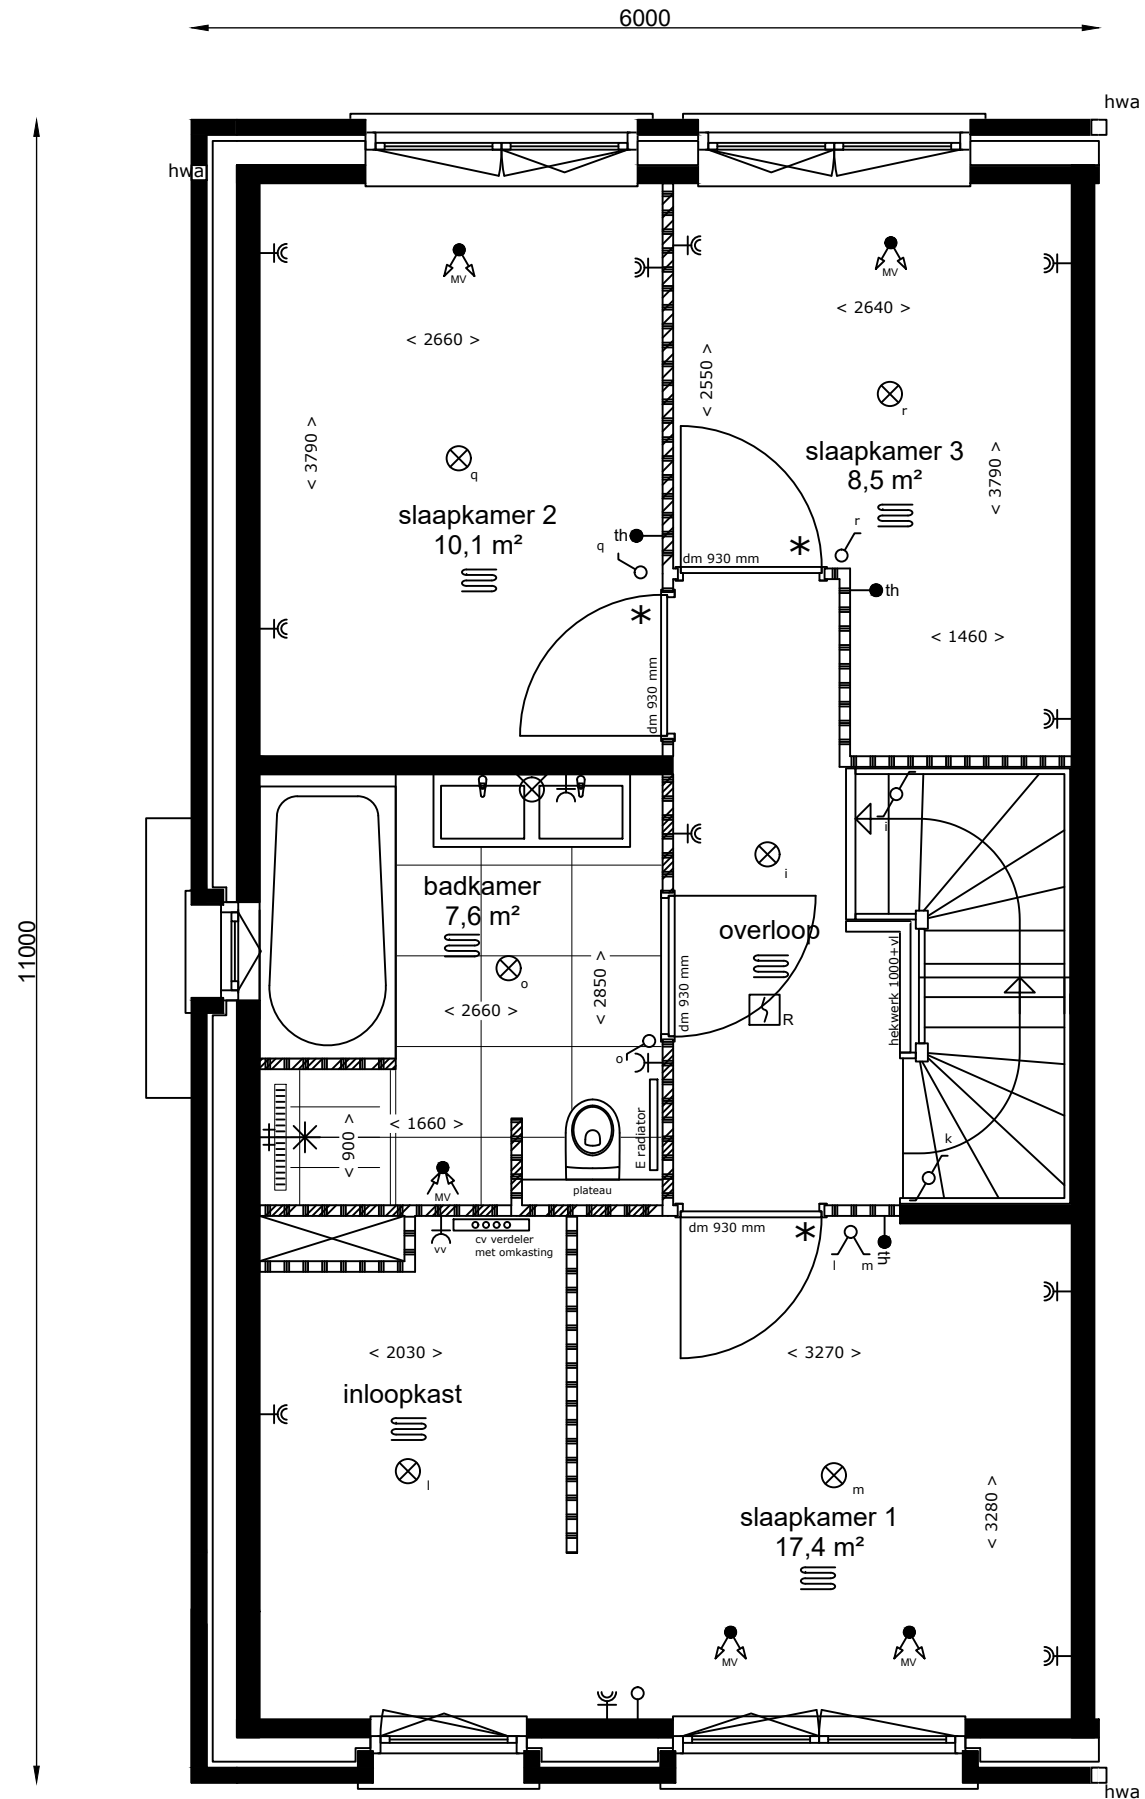 6000
hwa
hwa
MV
MV
< 2640 >
< 2660 >
< 2550 >
r
< 3790 >
slaapkamer 3
8,5 m²
< 3790 >
q
slaapkamer 2
10,1 m²
th
q
r
dm 930 mm
*
th
*
< 1460 >
dm 930 mm
i
i
badkamer
7,6 m²
overloop
11000
o
< 2850 >
dm 930 mm
hekwerk 1000+vl
< 2660 >
R
o
< 1660 >
< 900 >
E radiator
k
MV
plateau
dm 930 mm
*
cv verdeler
met omkasting
vv
l
m
th
< 2030 >
< 3270 >
inloopkast
l
m
< 3280 >
slaapkamer 1
17,4 m²
MV
MV
hwa